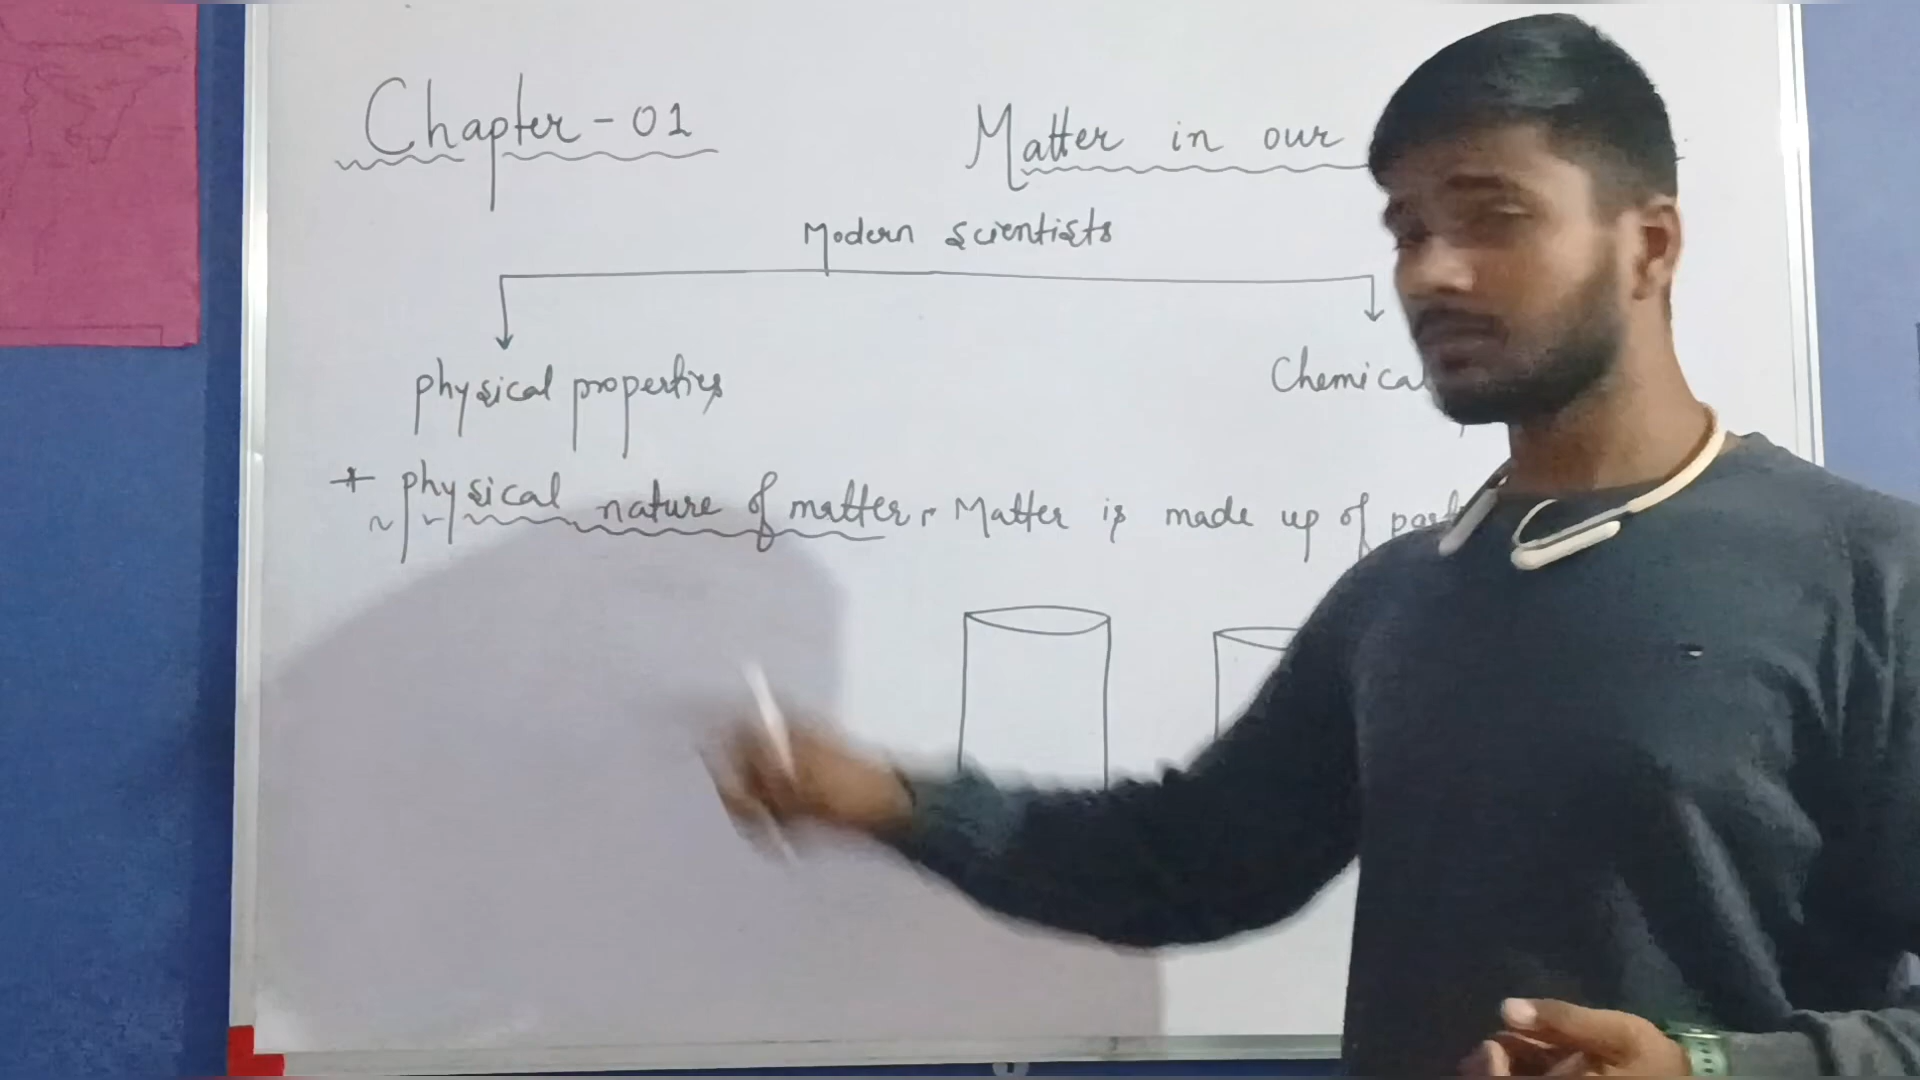 Chapter-01
Matter in our
Modern scientists
physical properties
Chemical
* physical nature of matter, Matter is made up of